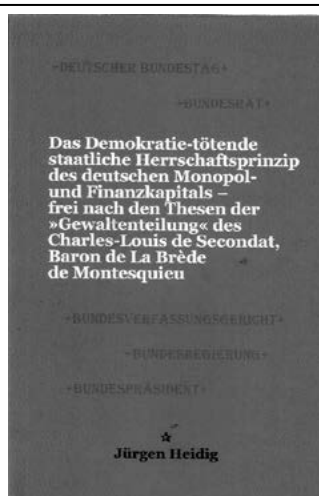 -DEUTSCHER BUNDESTAG-
-BUNDESRAT-
Das Demokratie-tötende
staatliche Herrschaftsprinzip
des deutschen Monopol-
und Finanzkapitals –
frei nach den Thesen der
»Gewaltenteilung« des
Charles-Louis de Secondat,
Baron de La Brède
de Montesquieu
-BUNDESVERFASSUNGSGERICHT-
-BUNDESREGIERUNG-
-BUNDESPRÄSIDENT-
Jürgen Heidig